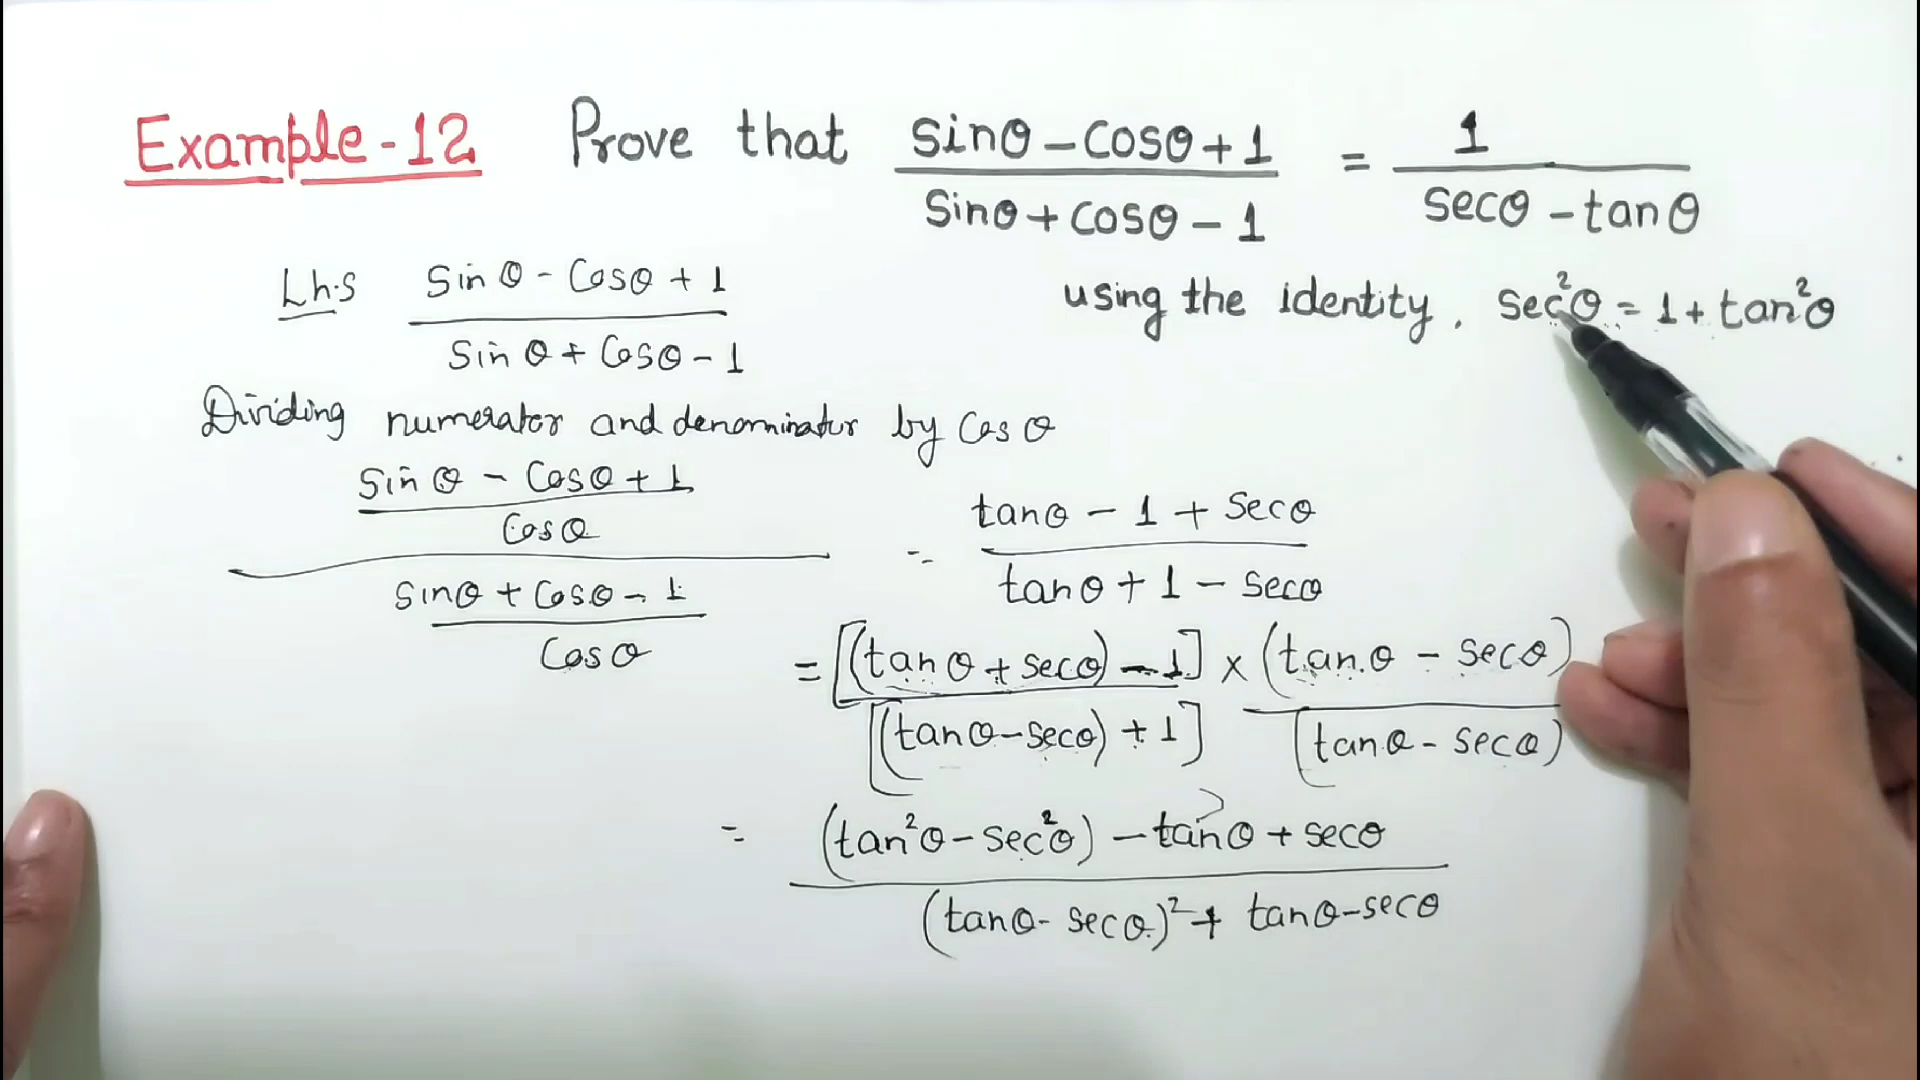 Example-12 Prove that (sinθ - cosθ + 1)/(sinθ + cosθ - 1) = 1/(secθ - tanθ)
L.h.s (sinθ - cosθ + 1)/(sinθ + cosθ - 1)
using the identity, sec²θ = 1 + tan²θ
Dividing numerator and denominator by cosθ
((sinθ - cosθ + 1)/cosθ)/((sinθ + cosθ - 1)/cosθ) = (tanθ - 1 + secθ)/(tanθ + 1 - secθ)
= [(tanθ + secθ) - 1]/[(tanθ - secθ) + 1] × (tanθ - secθ)/(tanθ - secθ)
= ((tan²θ - sec²θ) - tanθ + secθ)/((tanθ - secθ)² + tanθ - secθ)